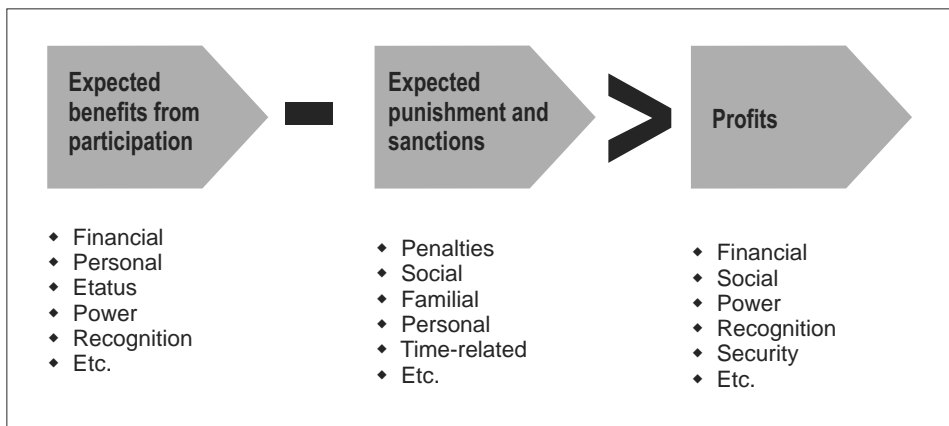 Expected
benefits from
participation
-
Expected
punishment and
sanctions
>
Profits
◆ Financial
◆ Personal
◆ Etatus
◆ Power
◆ Recognition
◆ Etc.
◆ Penalties
◆ Social
◆ Familial
◆ Personal
◆ Time-related
◆ Etc.
◆ Financial
◆ Social
◆ Power
◆ Recognition
◆ Security
◆ Etc.